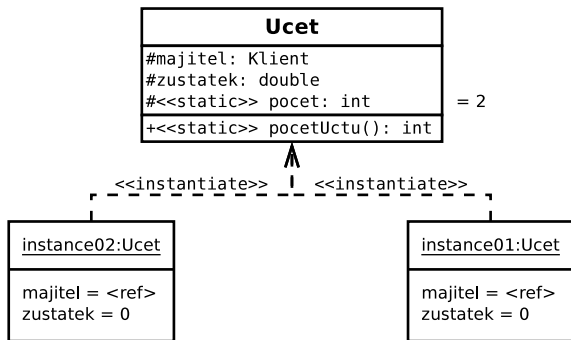 Ucet
#majitel: Klient
#zustatek: double
#<<static>> pocet: int
= 2
+<<static>> pocetUctu(): int
<<instantiate>>
<<instantiate>>
instance02:Ucet
majitel = <ref>
zustatek = 0
instance01:Ucet
majitel = <ref>
zustatek = 0